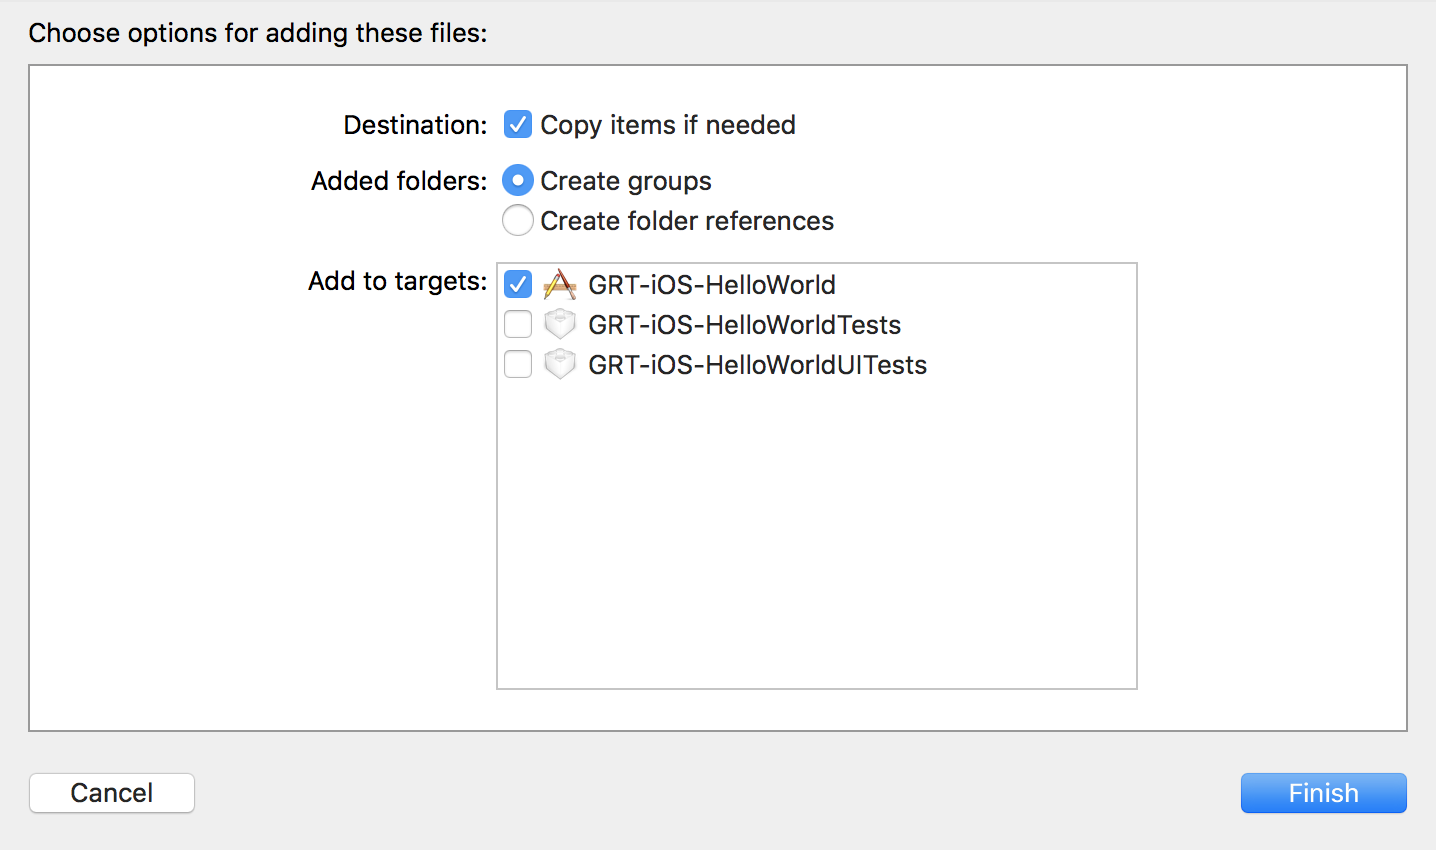 Choose options for adding these files:
Destination: Copy items if needed
Added folders: Create groups
Create folder references
Add to targets: GRT-iOS-HelloWorld
GRT-iOS-HelloWorldTests
GRT-iOS-HelloWorldUITests
Cancel Finish